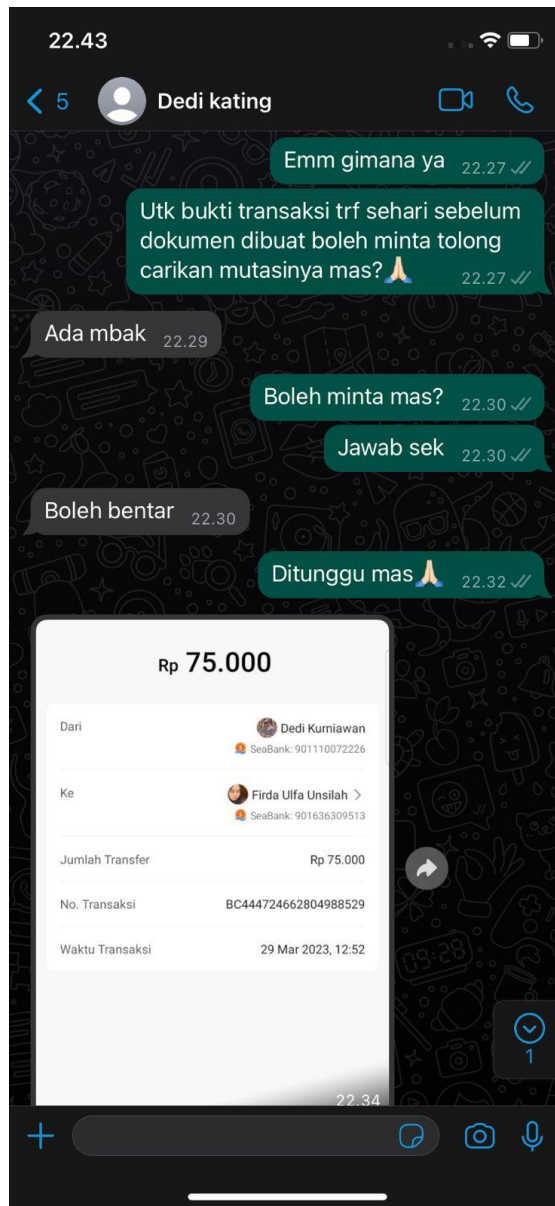 22.43
5 Dedi kating
Emm gimana ya 22.27
Utk bukti transaksi trf sehari sebelum
dokumen dibuat boleh minta tolong
carikan mutasinya mas?🙏🏻 22.27
Ada mbak 22.29
Boleh minta mas? 22.30
Jawab sek 22.30
Boleh bentar 22.30
Ditunggu mas🙏🏻 22.32
Rp 75.000
Dari Dedi Kurniawan
SeaBank: 901110072226
Ke Firda Ulfa Unsilah >
SeaBank: 901636309513
Jumlah Transfer Rp 75.000
No. Transaksi BC444724662804988529
Waktu Transaksi 29 Mar 2023, 12:52
1
22.34